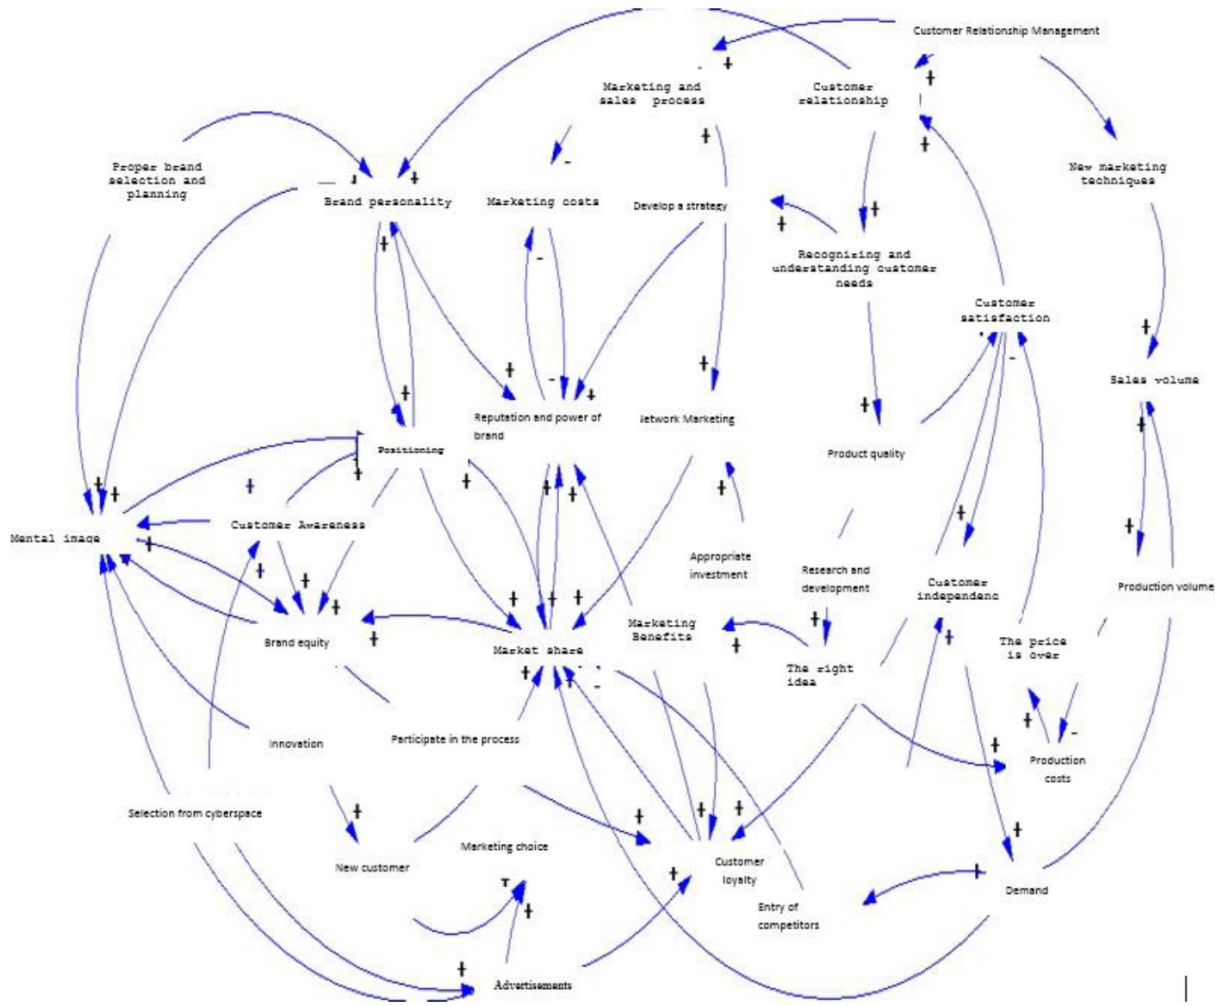 Customer Relationship Management
Marketing and
sales process
Customer
relationship
Proper brand
selection and
planning
New marketing
techniques
Brand personality
Marketing costs
Develop a strategy
Recognizing and
understanding customer
needs
Customer
satisfaction
Sales volume
Reputation and power of
brand
Network Marketing
Positioning
Product quality
Mental image
Customer Awareness
Appropriate
investment
Research and
development
Customer
independenc
Production volume
Brand equity
Market share
Marketing
Benefits
The right
idea
The price
is over
Innovation
Participate in the process
Production
costs
Selection from cyberspace
New customer
Marketing choice
Customer
loyalty
Demand
Entry of
competitors
Advertisements